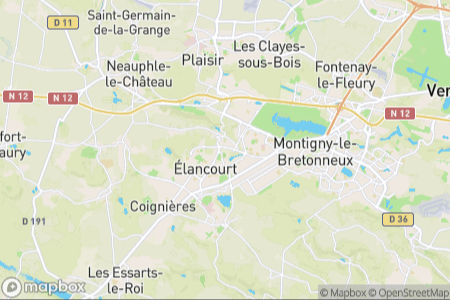 Saint-Germain-
de-la-Grange
D 11
Plaisir
Les Clayes-
sous-Bois
Neauphle-
le-Château
Fontenay-
le-Fleury
Ver
N 12
N 12
N 12
fort-
aury
Montigny-le-
Bretonneux
Élancourt
Coignières
D 191
D 36
Les Essarts-
le-Roi
mapbox
© Mapbox © OpenStreetMap